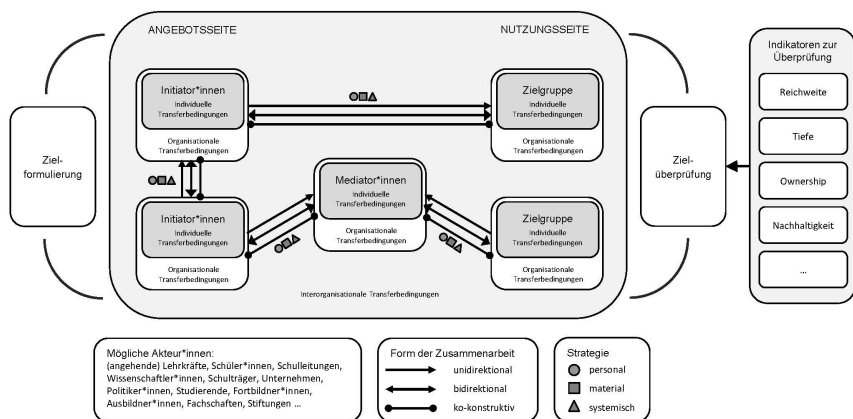 ANGEBOTSSEITE
NUTZUNGSSEITE
Ziel-
formulierung
Initiator*innen
Individuelle
Transferbedingungen
Organisationale
Transferbedingungen
Zielgruppe
Individuelle
Transferbedingungen
Organisationale
Transferbedingungen
Mediator*innen
Individuelle
Transferbedingungen
Organisationale
Transferbedingungen
Initiator*innen
Individuelle
Transferbedingungen
Organisationale
Transferbedingungen
Zielgruppe
Individuelle
Transferbedingungen
Organisationale
Transferbedingungen
Interorganisationale Transferbedingungen
Ziel-
überprüfung
Indikatoren zur
Überprüfung
Reichweite
Tiefe
Ownership
Nachhaltigkeit
...
Mögliche Akteur*innen:
(angehende) Lehrkräfte, Schüler*innen, Schulleitungen,
Wissenschaftler*innen, Schulträger, Unternehmen,
Politiker*innen, Studierende, Fortbildner*innen,
Ausbildner*innen, Fachschaften, Stiftungen ...
Form der Zusammenarbeit
unidirektional
bidirektional
ko-konstruktiv
Strategie
personal
material
systemisch